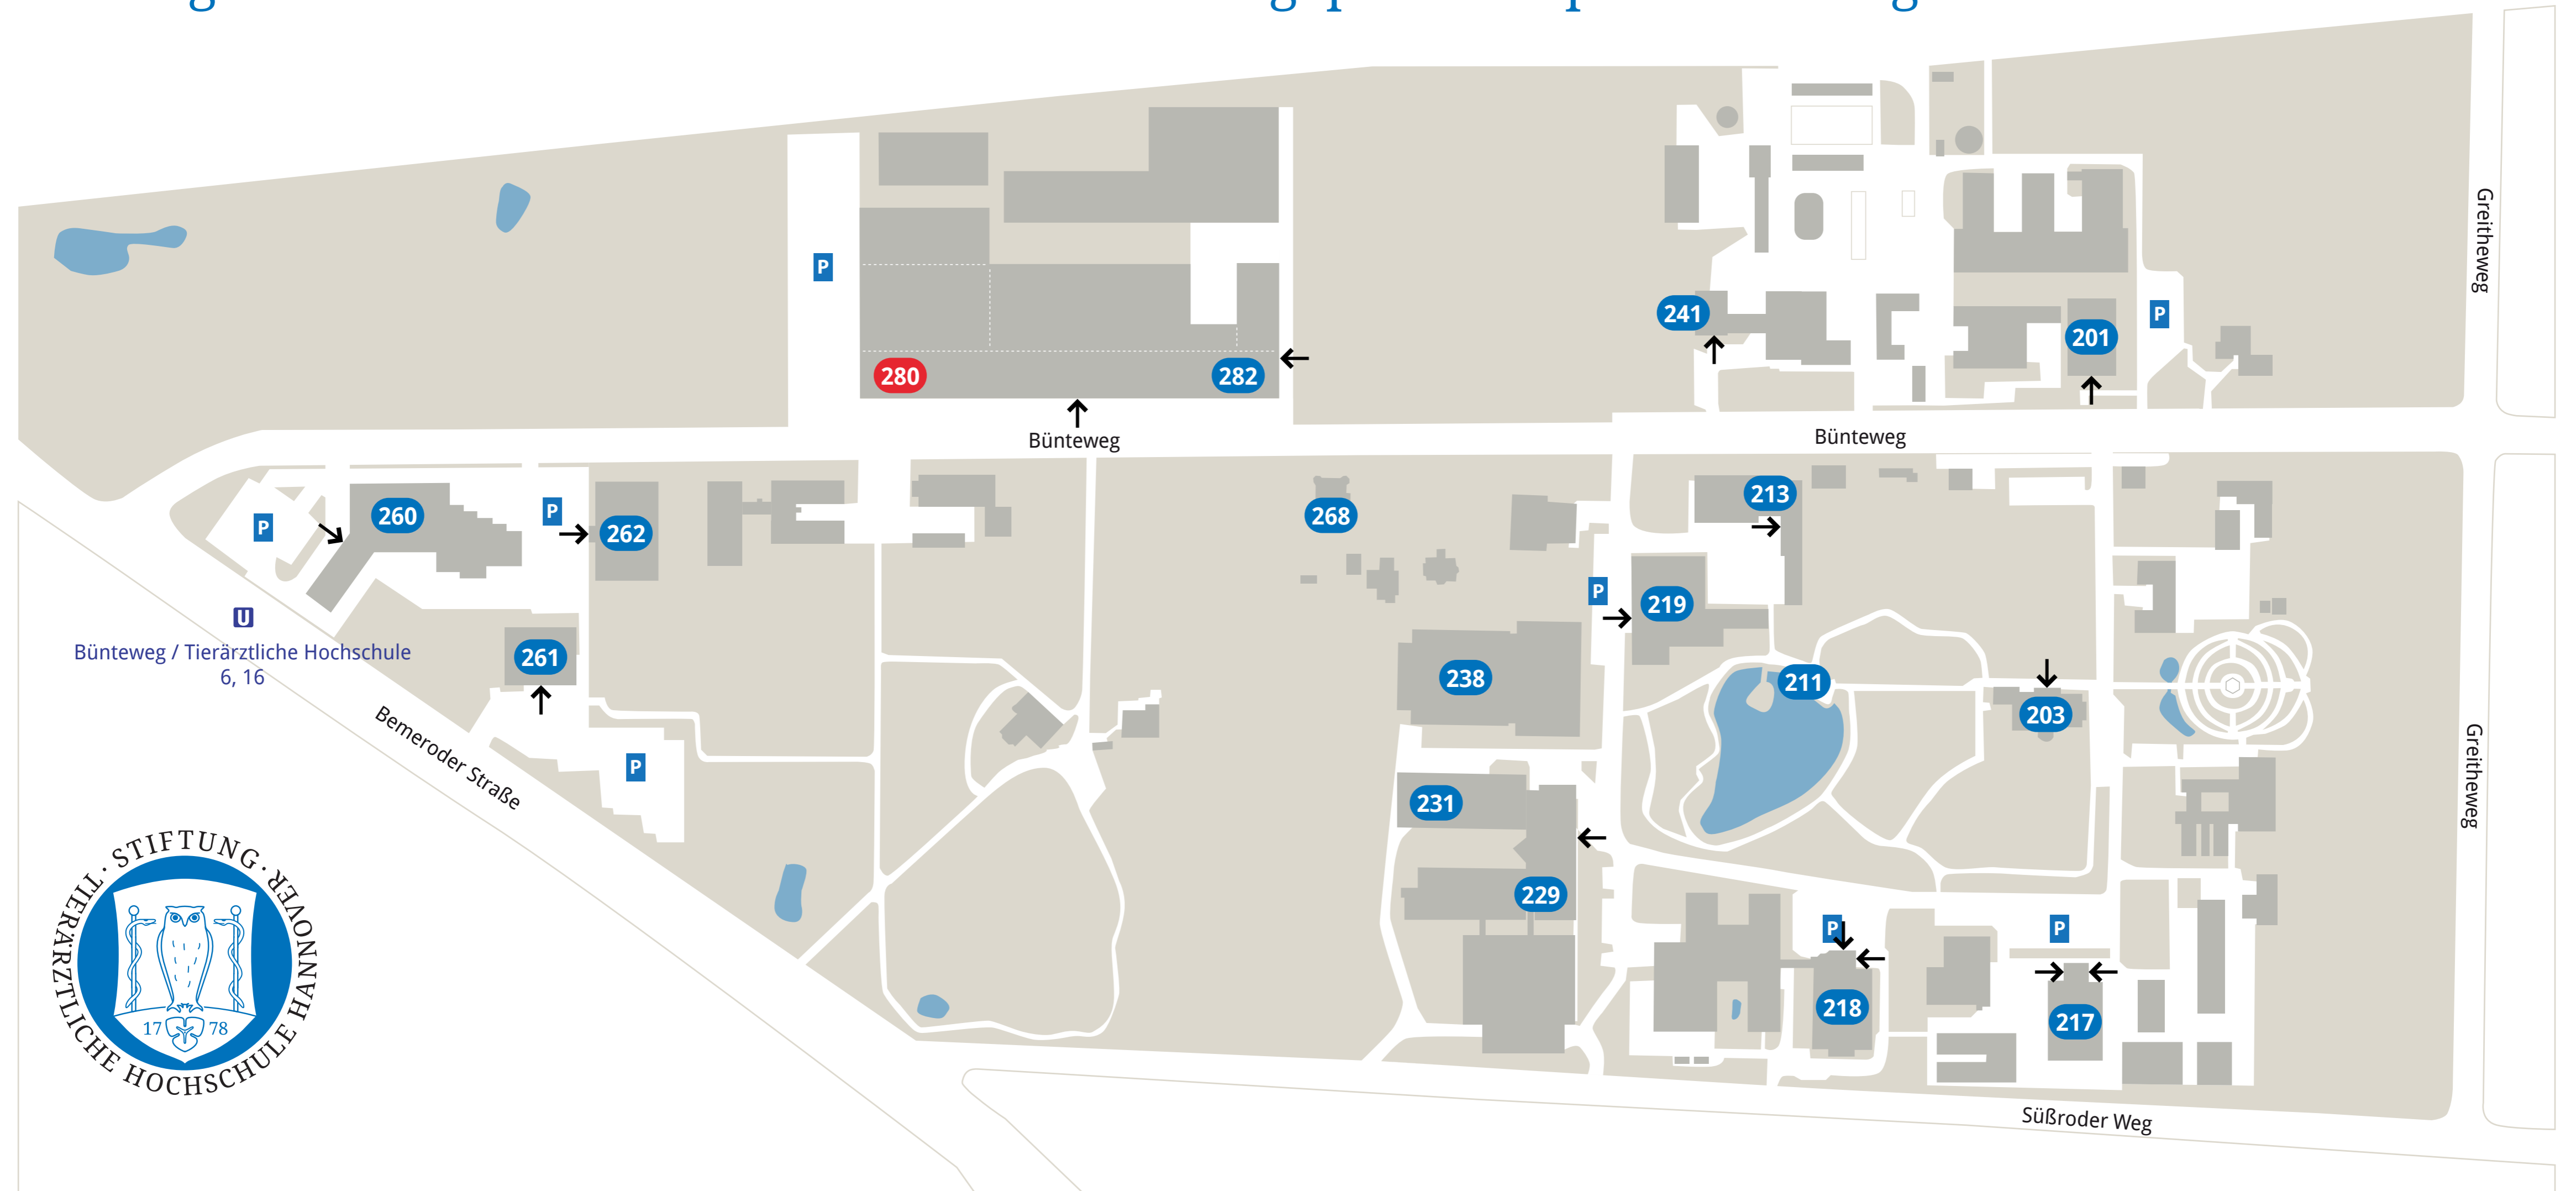 Greitheweg
P
241
P
201
280
282
Bünteweg
Bünteweg
213
P
260
P
262
268
P
219
U
Bünteweg / Tierärztliche Hochschule
6, 16
261
238
211
203
Bemeroder Straße
P
231
Greitheweg
229
P
P
218
217
Süßroder Weg
STIFTUNG · TIERÄRZTLICHE HOCHSCHULE HANNOVER ·
17 78